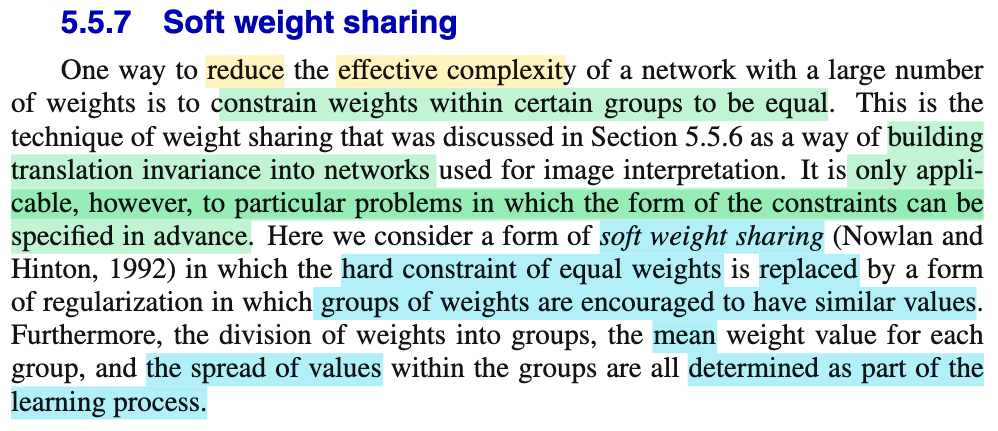 5.5.7 Soft weight sharing
One way to reduce the effective complexity of a network with a large number
of weights is to constrain weights within certain groups to be equal. This is the
technique of weight sharing that was discussed in Section 5.5.6 as a way of building
translation invariance into networks used for image interpretation. It is only appli-
cable, however, to particular problems in which the form of the constraints can be
specified in advance. Here we consider a form of soft weight sharing (Nowlan and
Hinton, 1992) in which the hard constraint of equal weights is replaced by a form
of regularization in which groups of weights are encouraged to have similar values.
Furthermore, the division of weights into groups, the mean weight value for each
group, and the spread of values within the groups are all determined as part of the
learning process.